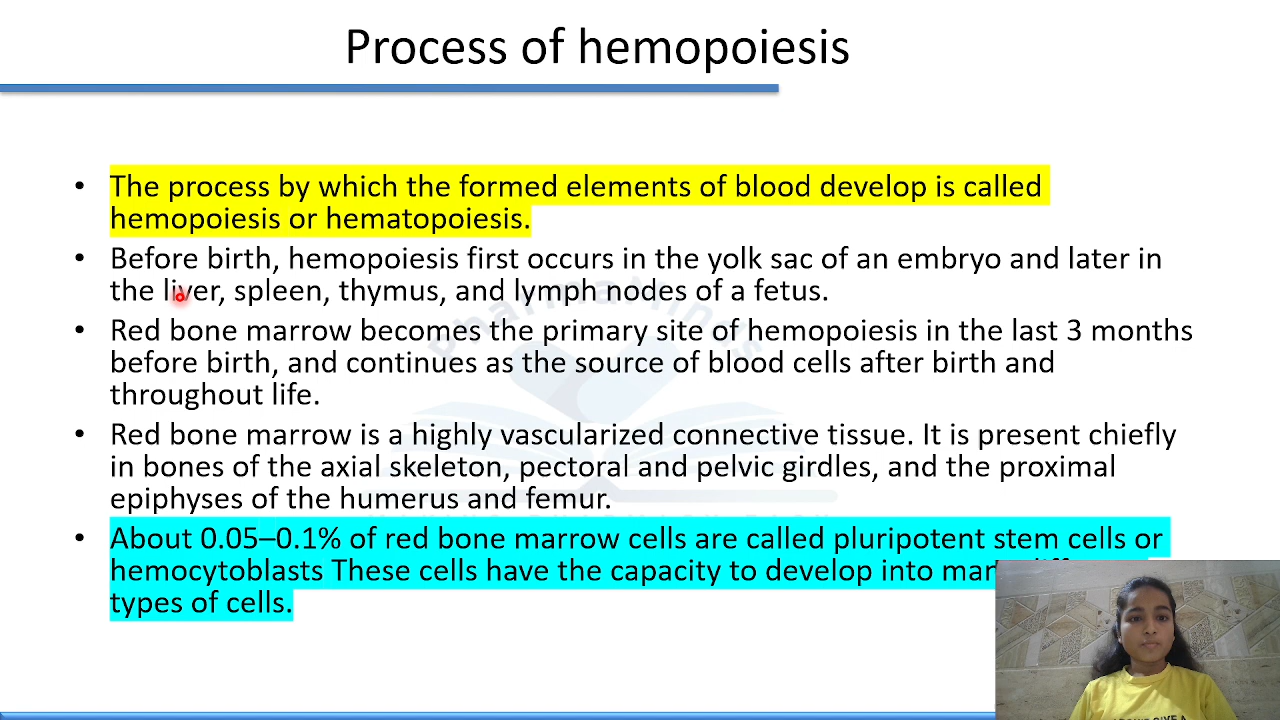 Process of hemopoiesis
• The process by which the formed elements of blood develop is called
hemopoiesis or hematopoiesis.
• Before birth, hemopoiesis first occurs in the yolk sac of an embryo and later in
the liver, spleen, thymus, and lymph nodes of a fetus.
• Red bone marrow becomes the primary site of hemopoiesis in the last 3 months
before birth, and continues as the source of blood cells after birth and
throughout life.
• Red bone marrow is a highly vascularized connective tissue. It is present chiefly
in bones of the axial skeleton, pectoral and pelvic girdles, and the proximal
epiphyses of the humerus and femur.
• About 0.05–0.1% of red bone marrow cells are called pluripotent stem cells or
hemocytoblasts These cells have the capacity to develop into
types of cells.